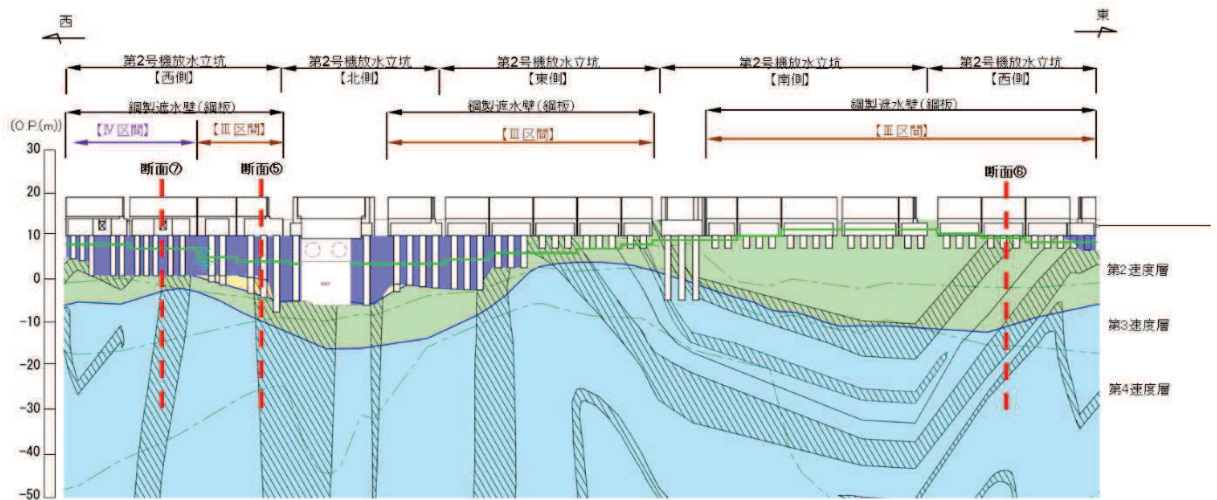 西
東
第2号機放水立坑
【西側】
第2号機放水立坑
【北側】
第2号機放水立坑
【東側】
第2号機放水立坑
【南側】
第2号機放水立坑
【西側】
鋼製遮水壁(鋼板)
鋼製遮水壁(鋼板)
鋼製遮水壁(鋼板)
(O.P.(m))
【Ⅳ区間】
【Ⅲ区間】
【Ⅲ区間】
【Ⅲ区間】
断面⑦
断面⑤
断面⑥
30
20
10
0
-10
-20
-30
-40
-50
第2速度層
第3速度層
第4速度層